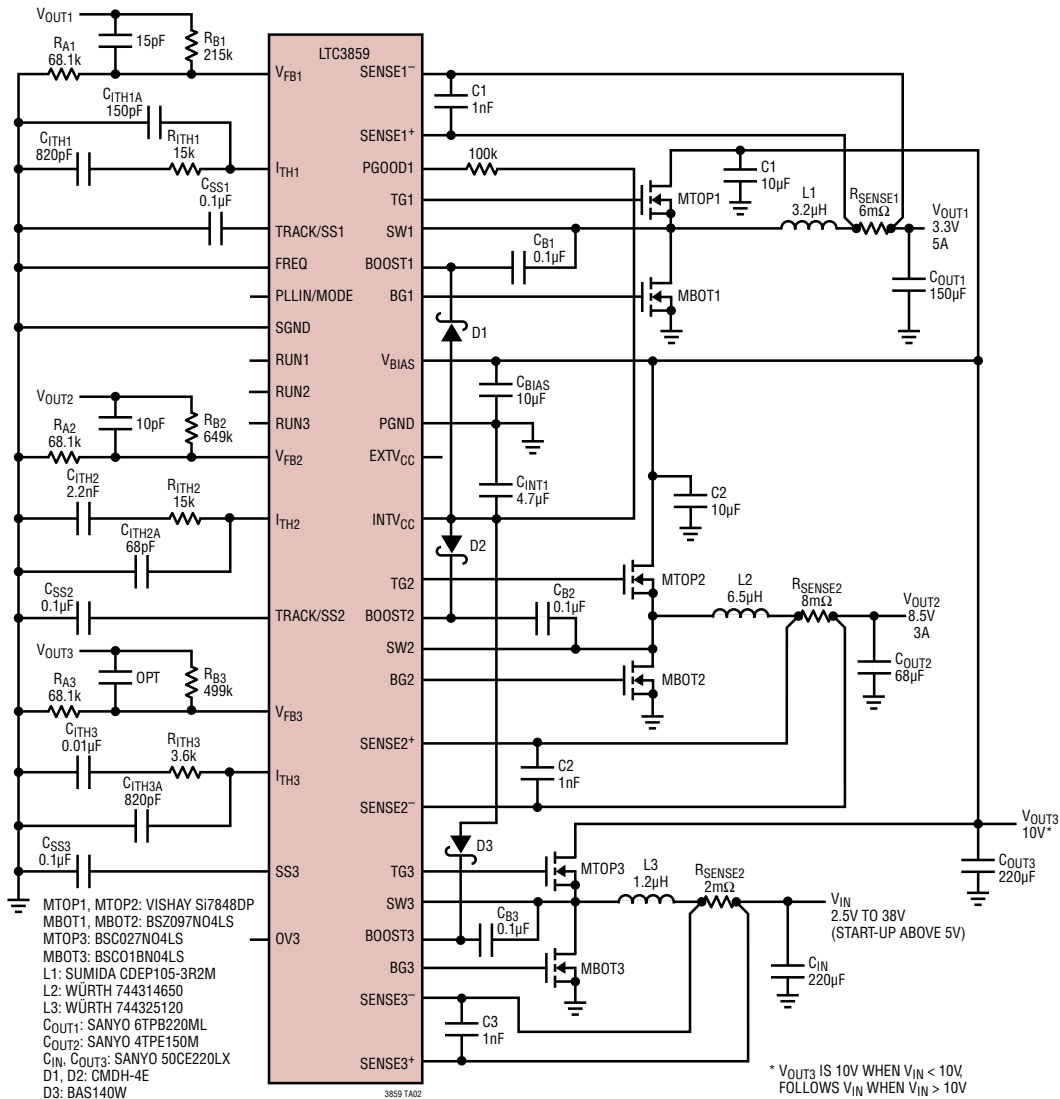 VOUT1
15pF
RB1
215k
RA1
68.1k
CITH1A
150pF
CITH1
820pF
RITH1
15k
CSS1
0.1µF
VOUT2
10pF
RB2
649k
RA2
68.1k
CITH2
2.2nF
RITH2
15k
CITH2A
68pF
CSS2
0.1µF
VOUT3
OPT
RB3
499k
RA3
68.1k
CITH3
0.01µF
RITH3
3.6k
CITH3A
820pF
CSS3
0.1µF
LTC3859
VFB1
ITH1
TRACK/SS1
FREQ
PLLIN/MODE
SGND
RUN1
RUN2
RUN3
VFB2
ITH2
TRACK/SS2
VFB3
ITH3
SS3
OV3
SENSE1–
SENSE1+
PGOOD1
TG1
SW1
BOOST1
BG1
VBIAS
PGND
EXTVCC
INTVCC
TG2
BOOST2
SW2
BG2
SENSE2+
SENSE2–
TG3
SW3
BOOST3
BG3
SENSE3–
SENSE3+
C1
1nF
100k
C1
10µF
MTOP1
L1
3.2µH
RSENSE1
6mΩ
VOUT1
3.3V
5A
CB1
0.1µF
MBOT1
COUT1
150µF
D1
CBIAS
10µF
CINT1
4.7µF
C2
10µF
D2
MTOP2
L2
6.5µH
RSENSE2
8mΩ
VOUT2
8.5V
3A
CB2
0.1µF
MBOT2
COUT2
68µF
C2
1nF
D3
MTOP3
VOUT3
10V*
COUT3
220µF
L3
1.2µH
RSENSE2
2mΩ
VIN
2.5V TO 38V
(START-UP ABOVE 5V)
CB3
0.1µF
MBOT3
CIN
220µF
C3
1nF
MTOP1, MTOP2: VISHAY Si7848DP
MBOT1, MBOT2: BSZ097NO4LS
MTOP3: BSC027NO4LS
MBOT3: BSCO1BN04LS
L1: SUMIDA CDEP105-3R2M
L2: WÜRTH 744314650
L3: WÜRTH 744325120
COUT1: SANYO 6TPB220ML
COUT2: SANYO 4TPE150M
CIN, COUT3: SANYO 50CE220LX
D1, D2: CMDH-4E
D3: BAS140W
3859 TA02
* VOUT3 IS 10V WHEN VIN < 10V,
FOLLOWS VIN WHEN VIN > 10V